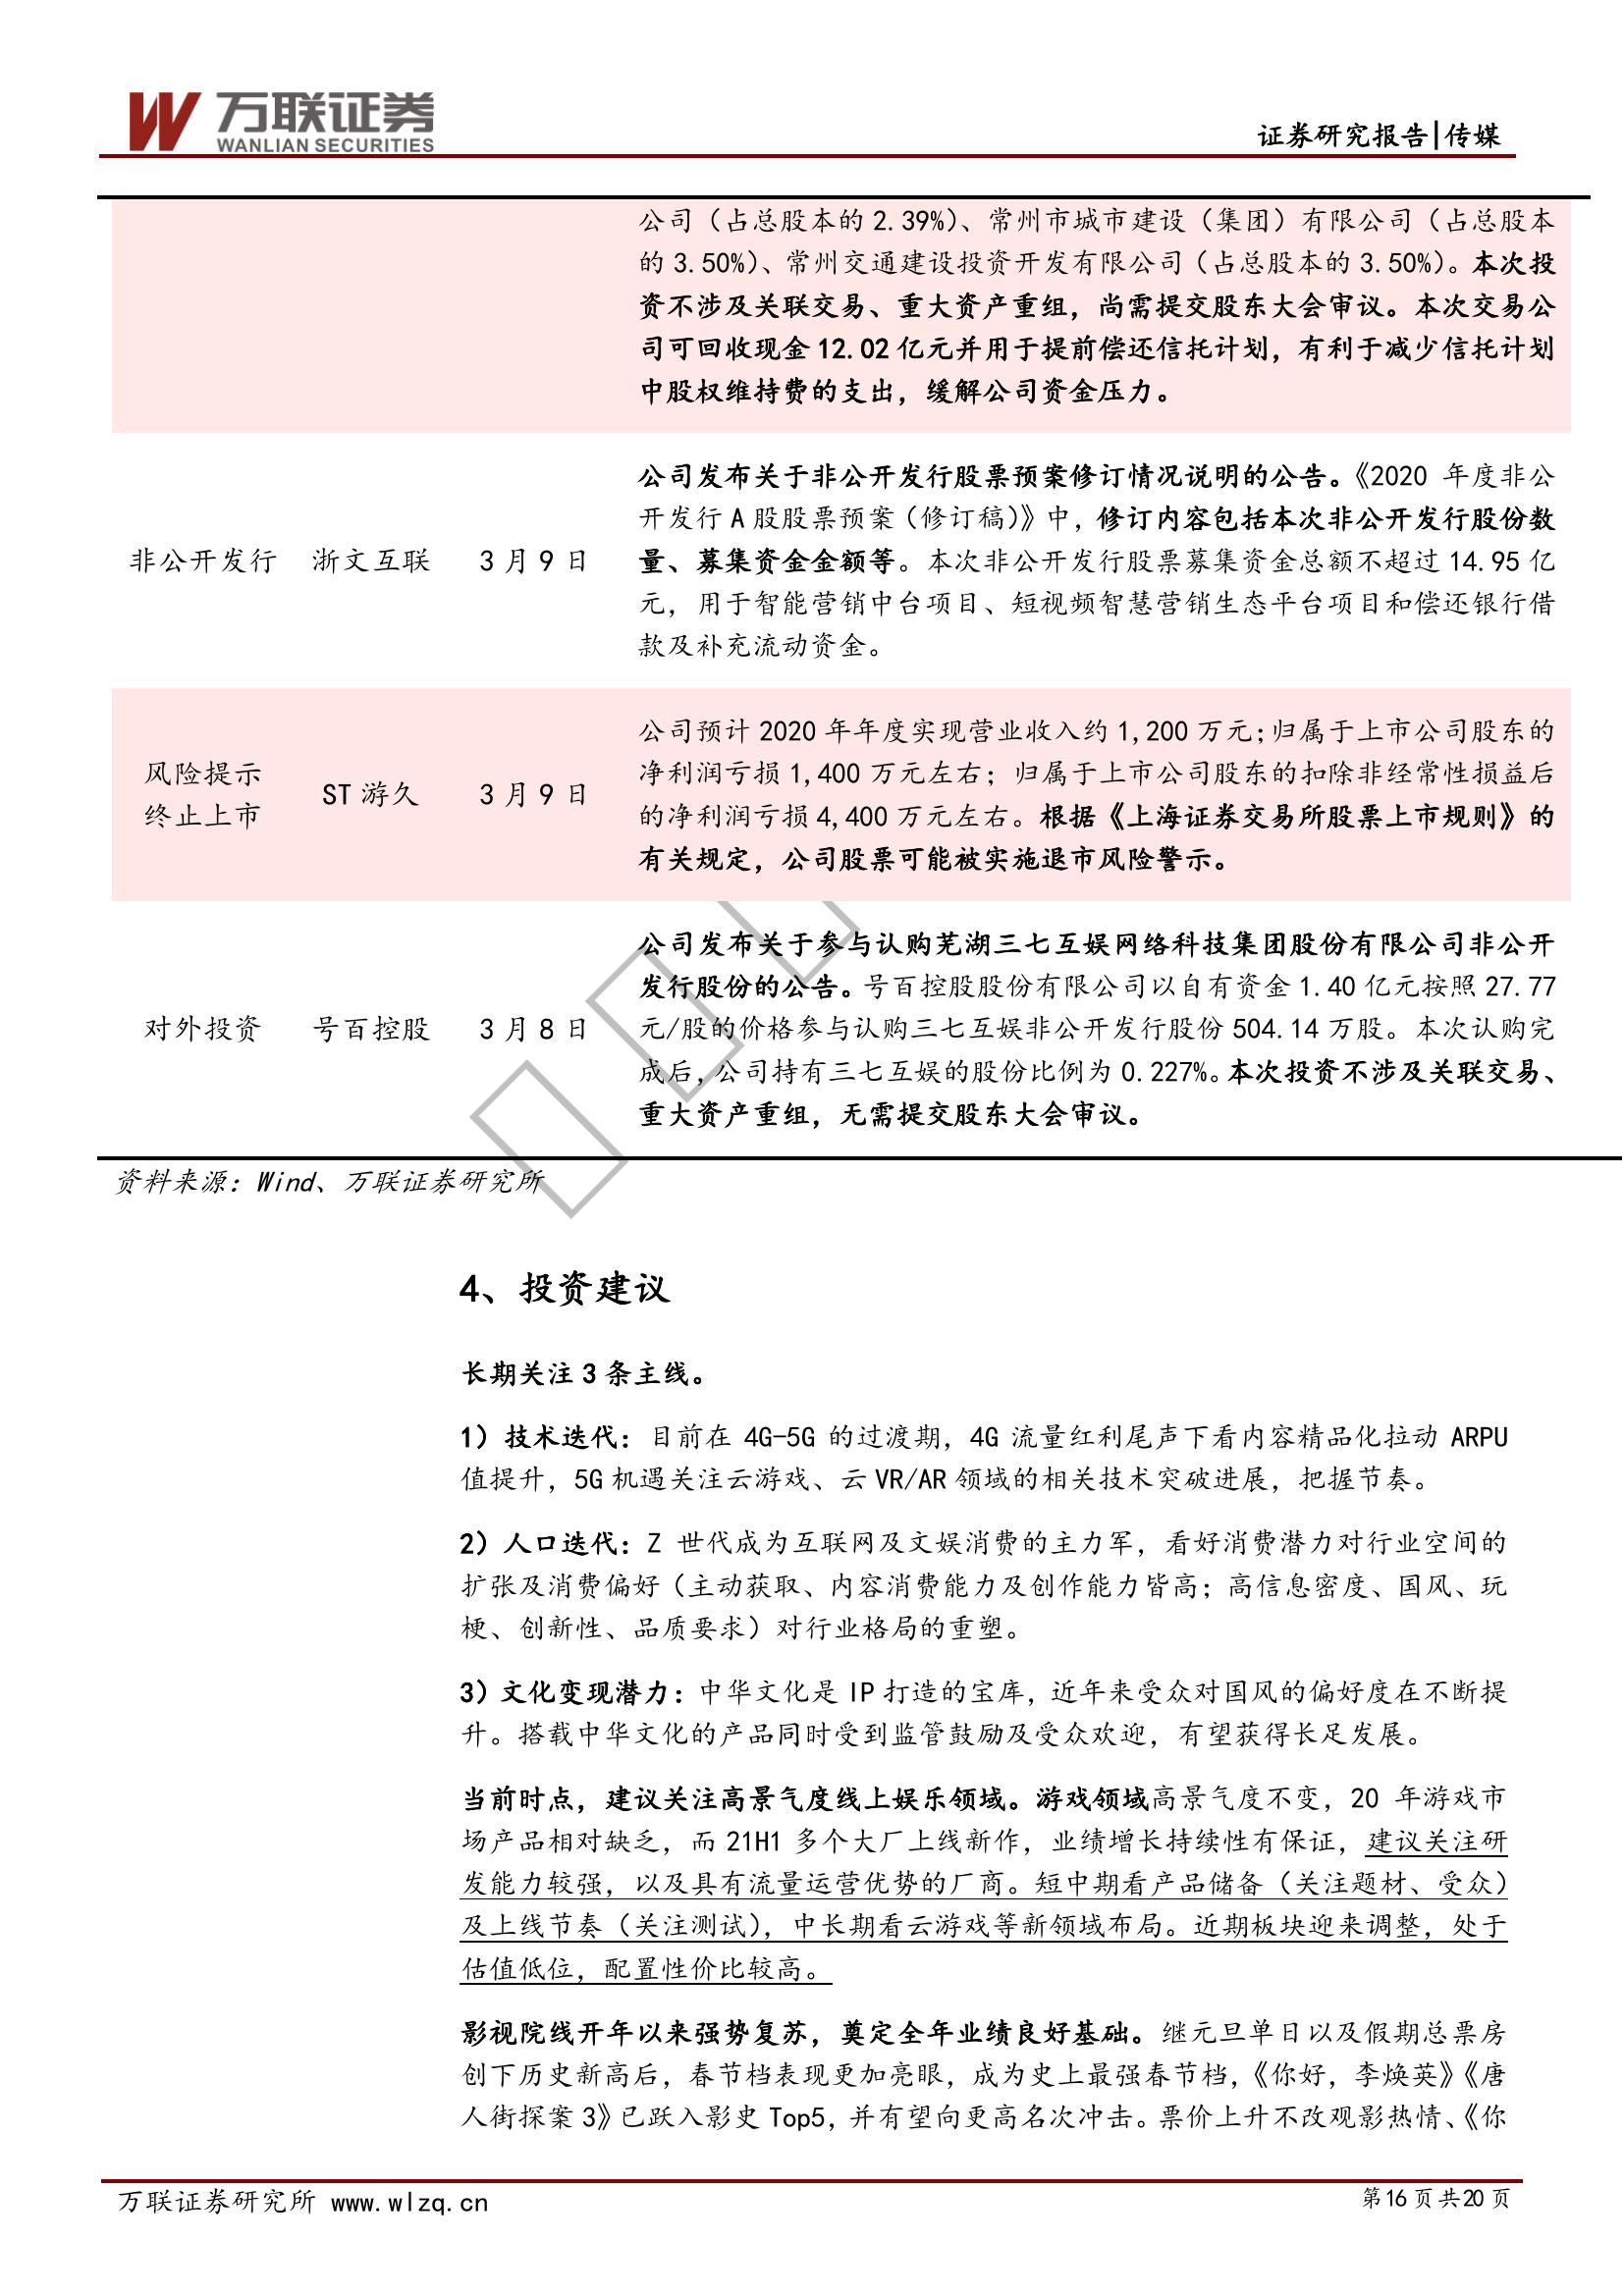 万联证券
WANLIAN SECURITIES
证券研究报告|传媒
公司（占总股本的 2.39%）、常州市城市建设（集团）有限公司（占总股本
的 3.50%）、常州交通建设投资开发有限公司（占总股本的 3.50%）。本次投
资不涉及关联交易、重大资产重组，尚需提交股东大会审议。本次交易公
司可回收现金 12.02 亿元并用于提前偿还信托计划，有利于减少信托计划
中股权维持费的支出，缓解公司资金压力。
非公开发行 浙文互联 3 月 9 日
公司发布关于非公开发行股票预案修订情况说明的公告。《2020 年度非公
开发行 A 股股票预案（修订稿）》中，修订内容包括本次非公开发行股份数
量、募集资金金额等。本次非公开发行股票募集资金总额不超过 14.95 亿
元，用于智能营销中台项目、短视频智慧营销生态平台项目和偿还银行借
款及补充流动资金。
风险提示
终止上市
ST 游久 3 月 9 日
公司预计 2020 年年度实现营业收入约 1,200 万元；归属于上市公司股东的
净利润亏损 1,400 万元左右；归属于上市公司股东的扣除非经常性损益后
的净利润亏损 4,400 万元左右。根据《上海证券交易所股票上市规则》的
有关规定，公司股票可能被实施退市风险警示。
对外投资 号百控股 3 月 8 日
公司发布关于参与认购芜湖三七互娱网络科技集团股份有限公司非公开
发行股份的公告。号百控股股份有限公司以自有资金 1.40 亿元按照 27.77
元/股的价格参与认购三七互娱非公开发行股份 504.14 万股。本次认购完
成后，公司持有三七互娱的股份比例为 0.227%。本次投资不涉及关联交易、
重大资产重组，无需提交股东大会审议。
资料来源：Wind、万联证券研究所
4、投资建议
长期关注 3 条主线。
1）技术迭代：目前在 4G-5G 的过渡期，4G 流量红利尾声下看内容精品化拉动 ARPU
值提升，5G 机遇关注云游戏、云 VR/AR 领域的相关技术突破进展，把握节奏。
2）人口迭代：Z 世代成为互联网及文娱消费的主力军，看好消费潜力对行业空间的
扩张及消费偏好（主动获取、内容消费能力及创作能力皆高；高信息密度、国风、玩
梗、创新性、品质要求）对行业格局的重塑。
3）文化变现潜力：中华文化是 IP 打造的宝库，近年来受众对国风的偏好度在不断提
升。搭载中华文化的产品同时受到监管鼓励及受众欢迎，有望获得长足发展。
当前时点，建议关注高景气度线上娱乐领域。游戏领域高景气度不变，20 年游戏市
场产品相对缺乏，而 21H1 多个大厂上线新作，业绩增长持续性有保证，建议关注研
发能力较强，以及具有流量运营优势的厂商。短中期看产品储备（关注题材、受众）
及上线节奏（关注测试），中长期看云游戏等新领域布局。近期板块迎来调整，处于
估值低位，配置性价比较高。
影视院线开年以来强势复苏，奠定全年业绩良好基础。继元旦单日以及假期总票房
创下历史新高后，春节档表现更加亮眼，成为史上最强春节档，《你好，李焕英》《唐
人街探案 3》已跃入影史 Top5，并有望向更高名次冲击。票价上升不改观影热情、《你
万联证券研究所 www.wlzq.cn
第16 页 共20 页